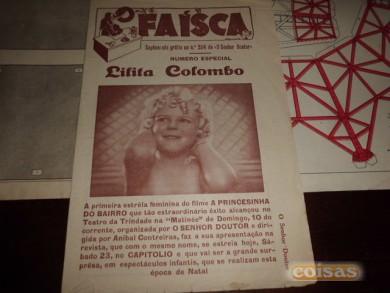 FAÍSCA
Suplemento grátis ao n.º 354 de «O Senhor Doutor»
NUMERO ESPECIAL
Lilita Colombo
A primeira estrêla feminina do filme A PRINCESINHA
DO BAIRRO que tão extraordinário êxito alcançou no
Teatro da Trindade na "Matinée" de Domingo, 10 do
corrente, organizada por O SENHOR DOUTOR e diri-
gida por Anibal Contreiras, faz a sua apresentação na
revista, que com o mesmo nome, se estreia hoje, Sá-
bado 23, no CAPITOLIO e que vai ser a grande sur-
prêsa, em espectáculos infantis, que se realizam esta
época de Natal
O Senhor Doutor
coisas